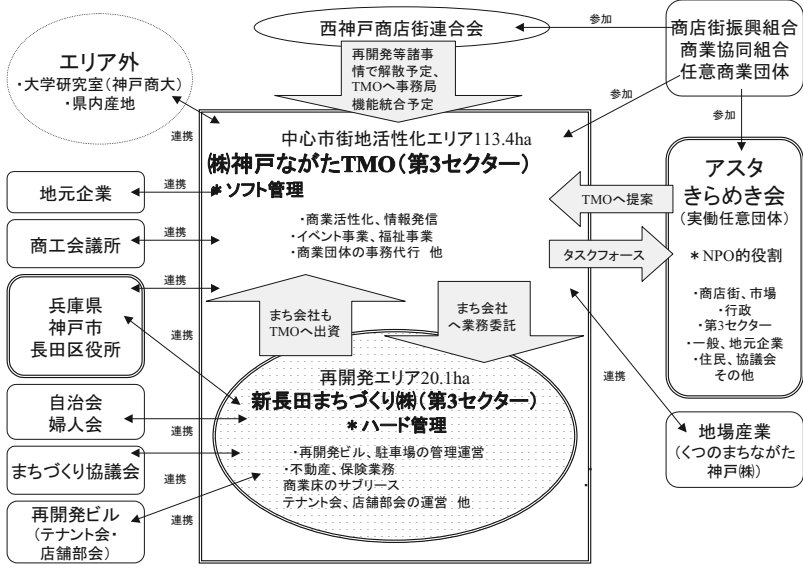 西神戸商店街連合会
再開発等諸事
情で解散予定、
TMOへ事務局
機能統合予定
参加
商店街振興組合
商業協同組合
任意商業団体
参加
参加
エリア外
・大学研究室（神戸商大）
・県内産地
連携
中心市街地活性化エリア113.4ha
㈱神戸ながたTMO（第3セクター）
＊ソフト管理
・商業活性化、情報発信
・イベント事業、福祉事業
・商業団体の事務代行 他
地元企業
連携
商工会議所
連携
兵庫県
神戸市
長田区役所
連携
連携
自治会
婦人会
連携
まちづくり協議会
連携
再開発ビル
（テナント会・
店舗部会）
連携
TMOへ提案
タスクフォース
アスタ
きらめき会
（実働任意団体）
＊NPO的役割
・商店街、市場
・行政
・第3セクター
・一般、地元企業
・住民、協議会
その他
まち会社も
TMOへ出資
まち会社
へ業務委託
再開発エリア20.1ha
新長田まちづくり㈱（第3セクター）
＊ハード管理
・再開発ビル、駐車場の管理運営
・不動産、保険業務
商業床のサブリース
テナント会、店舗部会の運営 他
連携
地場産業
（くつのまちながた
神戸㈱）